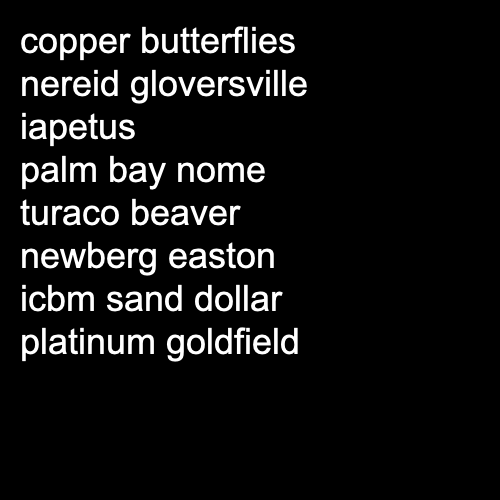 copper butterflies
nereid gloversville
iapetus
palm bay nome
turaco beaver
newberg easton
icbm sand dollar
platinum goldfield